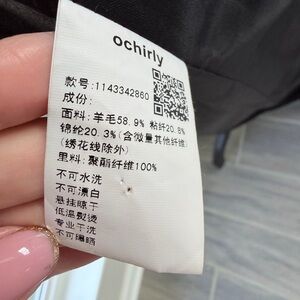 ochirly
款号:1143342860
成份:
面料:羊毛58.9% 粘纤20.8%
锦纶20.3%(含微量其他纤维)
(绣花线除外)
里料:聚酯纤维100%
不可水洗
不可漂白
悬挂晾干
低温熨烫
专业干洗
不可曝晒